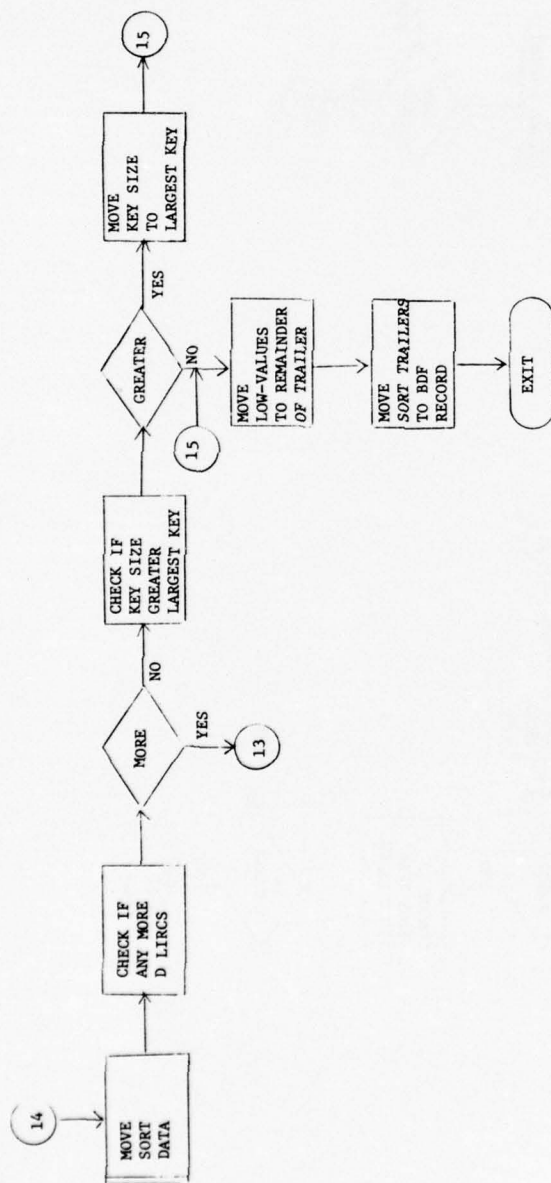 14
MOVE
SORT
DATA
CHECK IF
ANY MORE
D LIRCS
MORE
YES
13
NO
CHECK IF
KEY SIZE
GREATER
LARGEST KEY
GREATER
YES
MOVE
KEY SIZE
TO
LARGEST KEY
15
NO
15
MOVE
LOW-VALUES
TO REMAINDER
OF TRAILER
MOVE
SORT TRAILERS
TO BDF
RECORD
EXIT